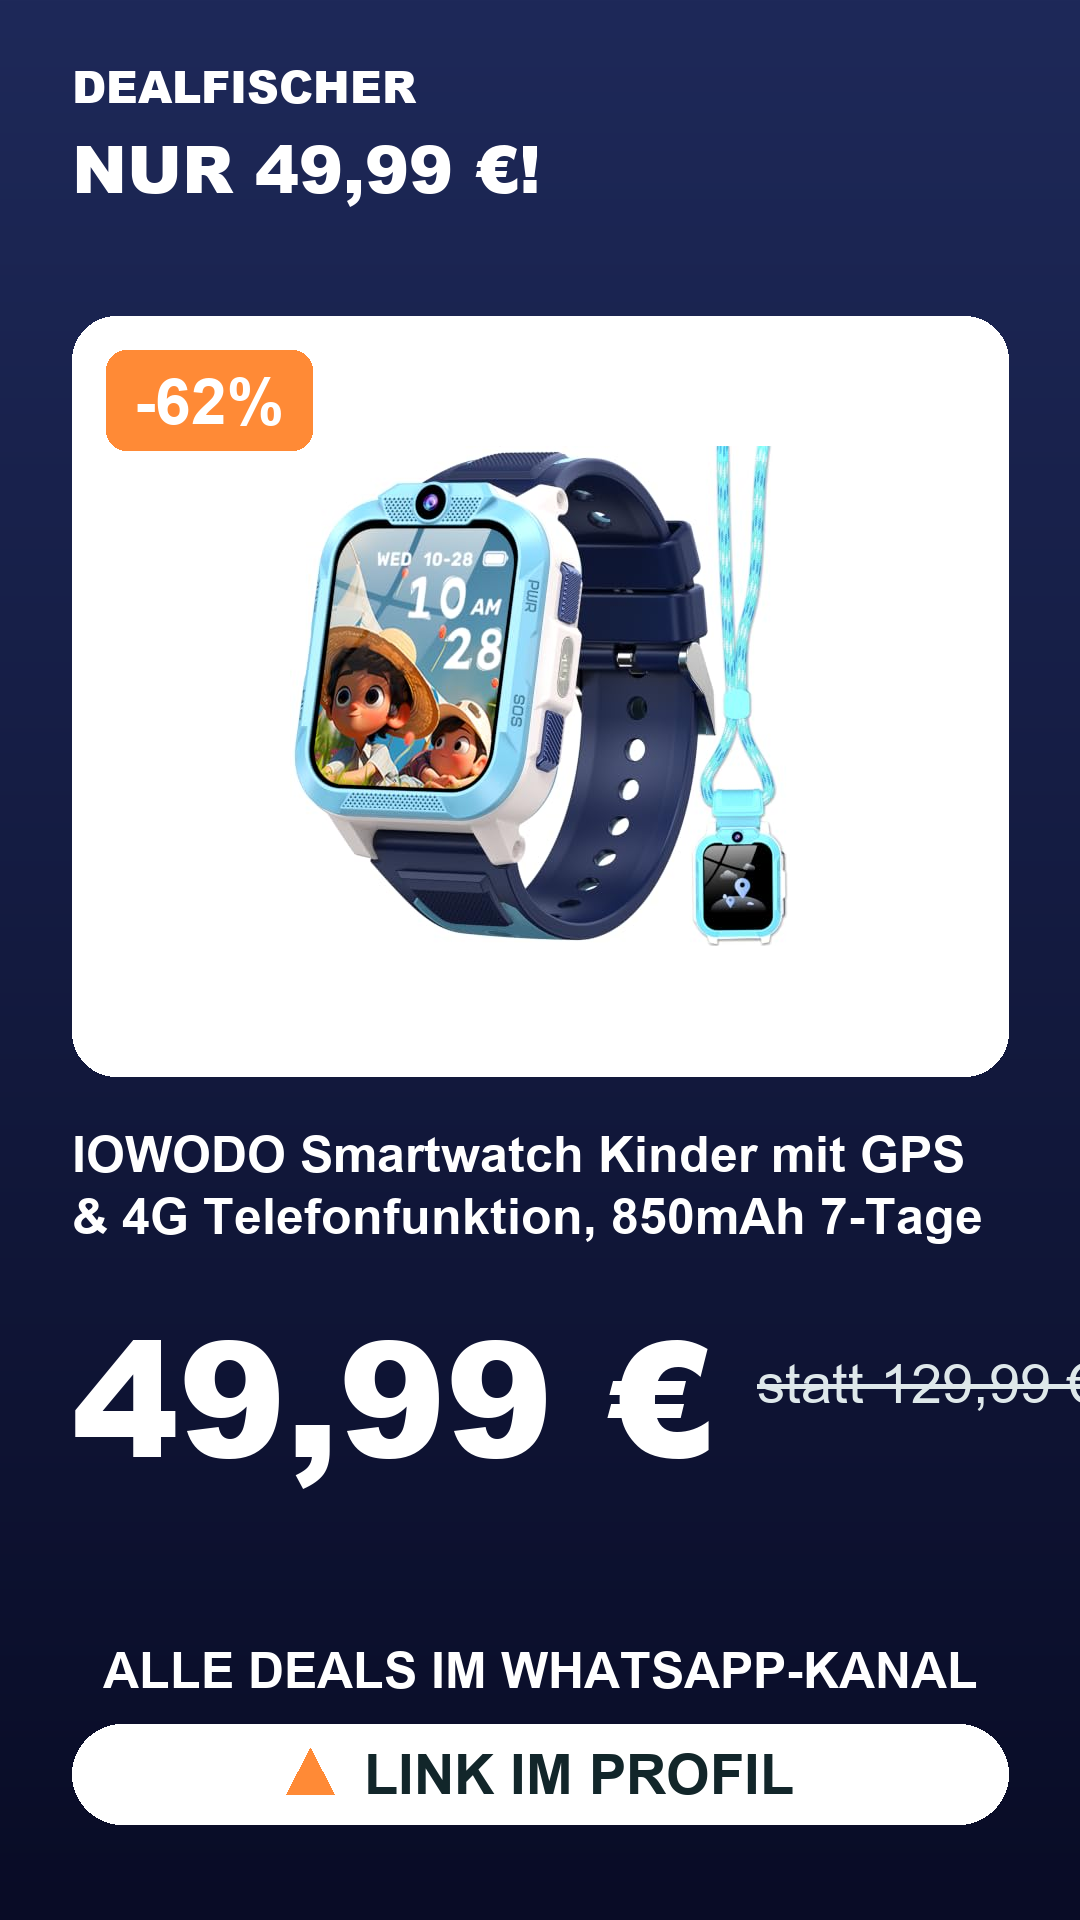 DEALFISCHER
NUR 49,99 €!
-62%
WED 10-28
10 AM
28
PWR
SOS
IOWODO Smartwatch Kinder mit GPS
& 4G Telefonfunktion, 850mAh 7-Tage
49,99 €
statt 129,99 €
ALLE DEALS IM WHATSAPP-KANAL
LINK IM PROFIL